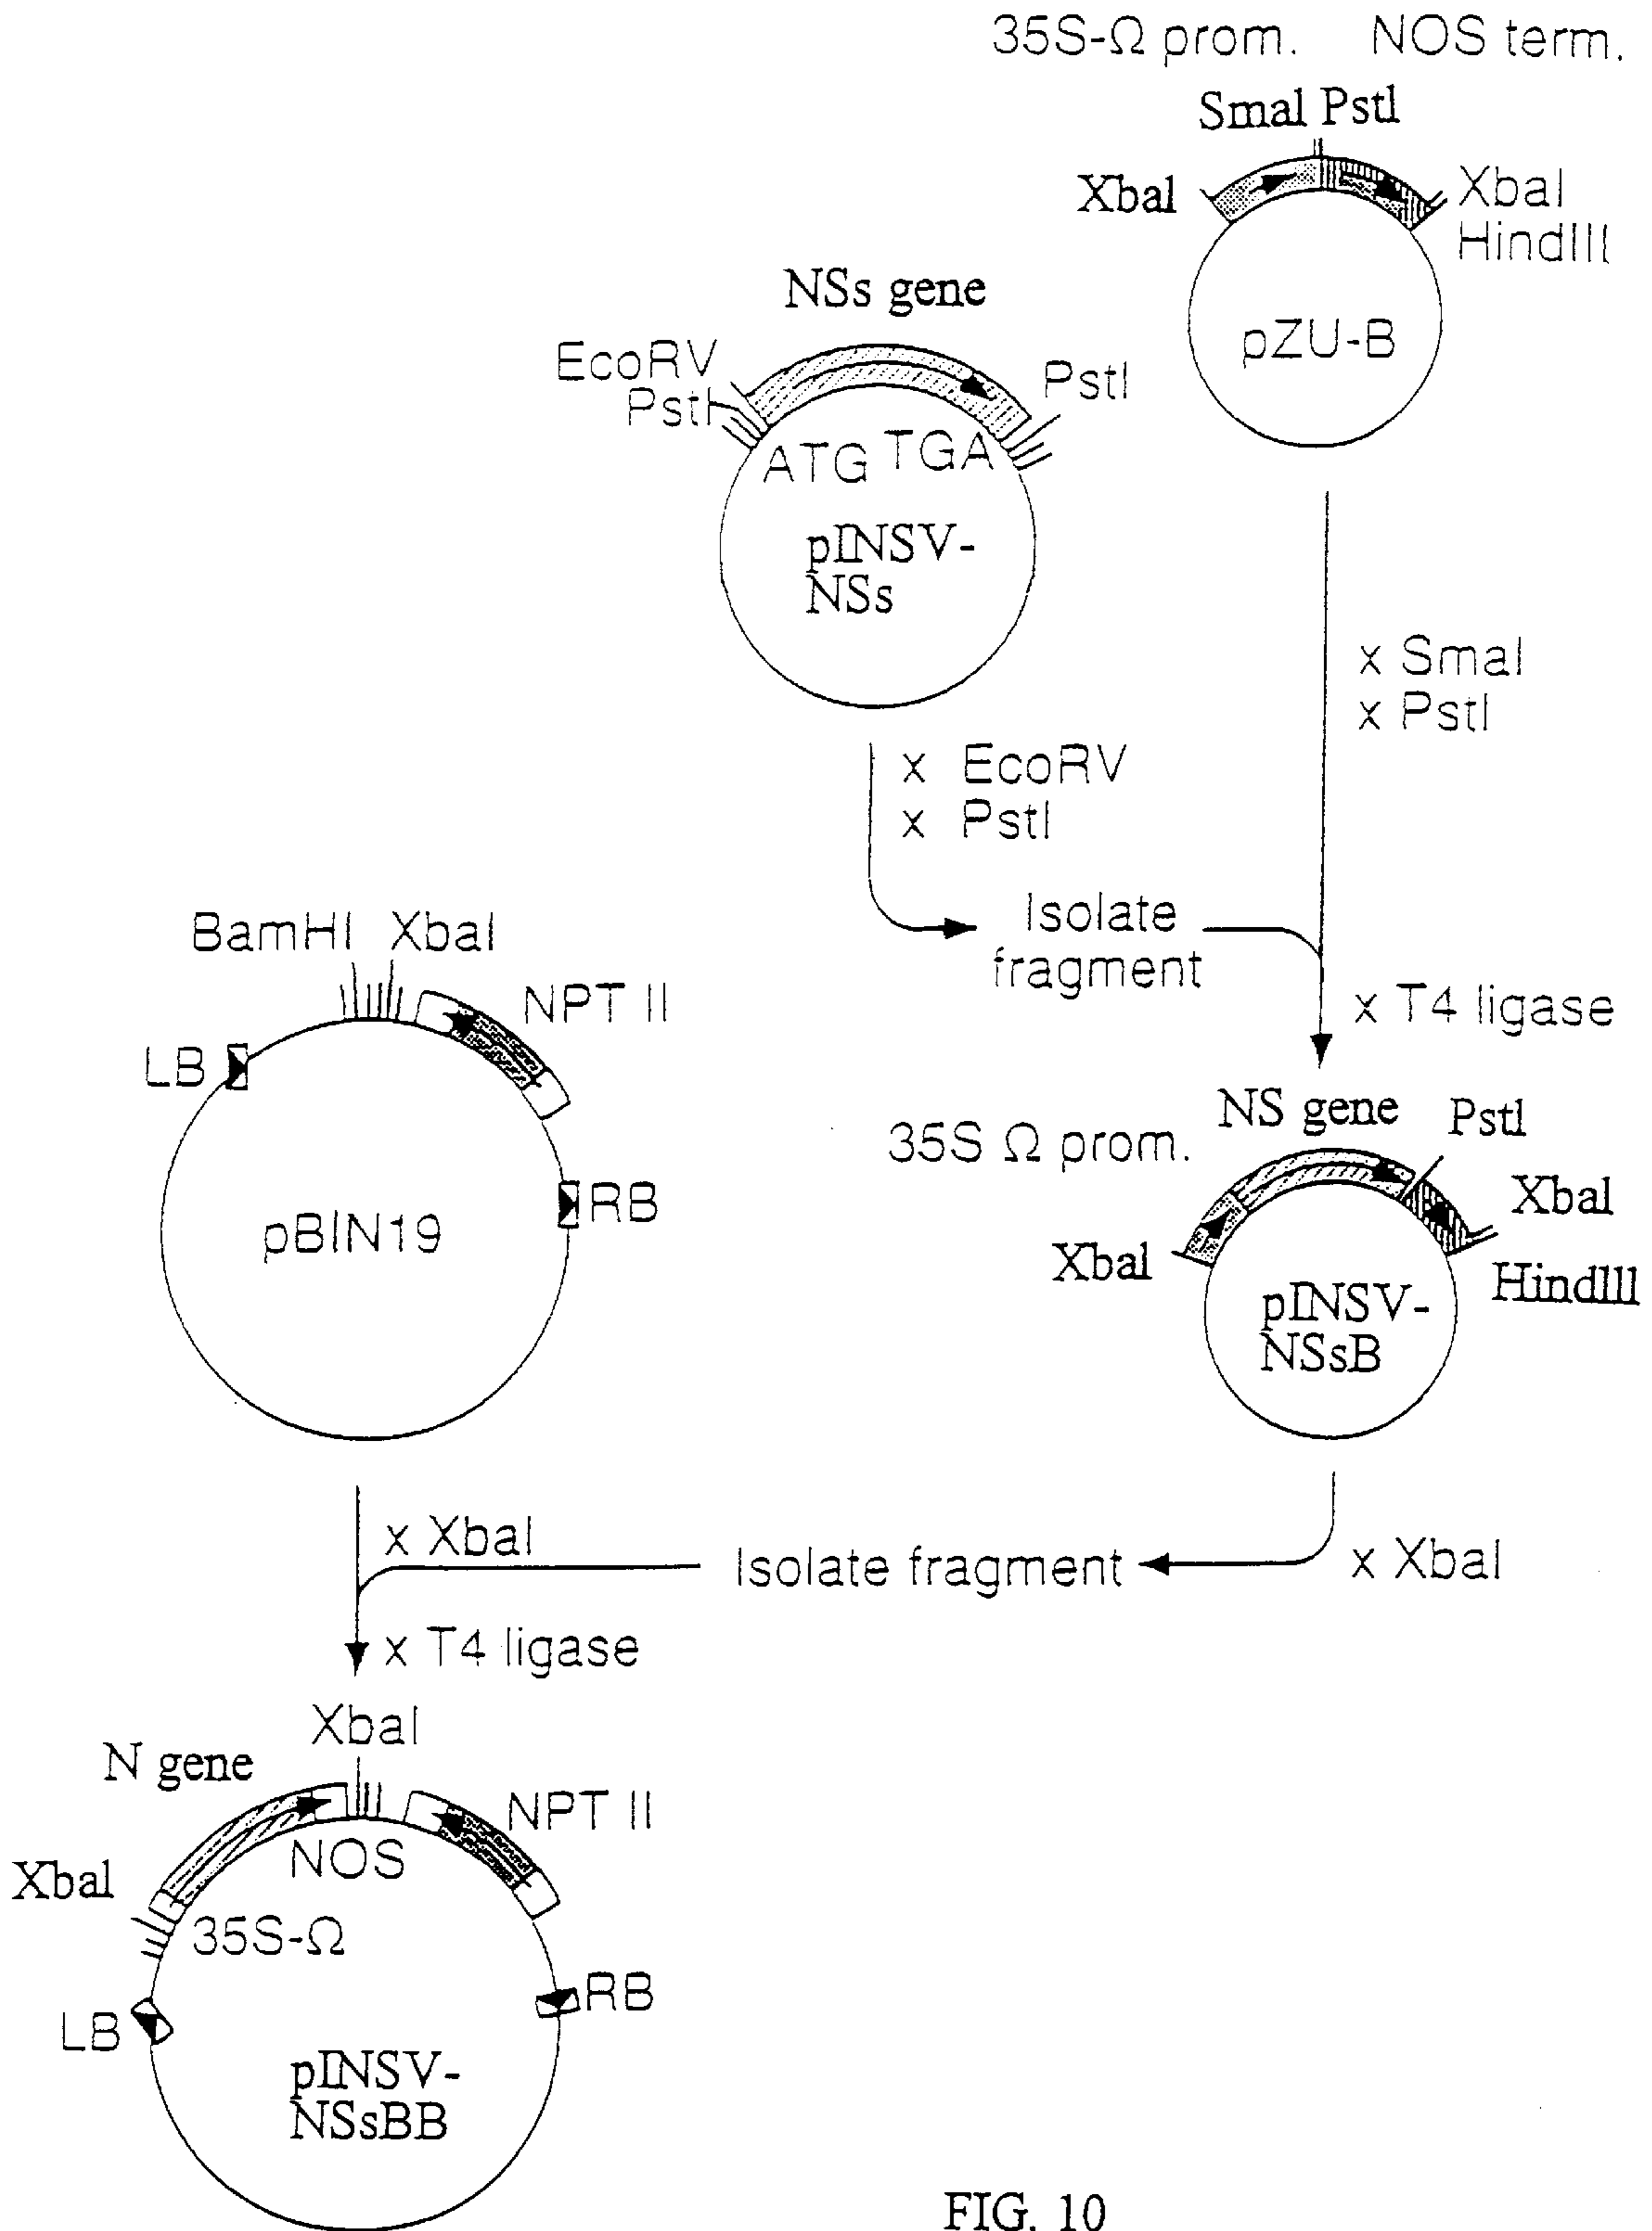 35S-Ω prom. NOS term.
SmaI PstI
XbaI
XbaI
HindIII
pZU-B
NSs gene
EcoRV
PstI
PstI
ATG TGA
pINSV-
NSs
x SmaI
x PstI
x EcoRV
x PstI
Isolate
fragment
x T4 ligase
BamHI XbaI
NPT II
LB
RB
pBIN19
35S Ω prom.
NS gene
PstI
XbaI
XbaI
HindIII
pINSV-
NSsB
x XbaI
Isolate fragment
x XbaI
x T4 ligase
XbaI
N gene
NPT II
NOS
XbaI
35S-Ω
LB
RB
pINSV-
NSsBB
FIG. 10